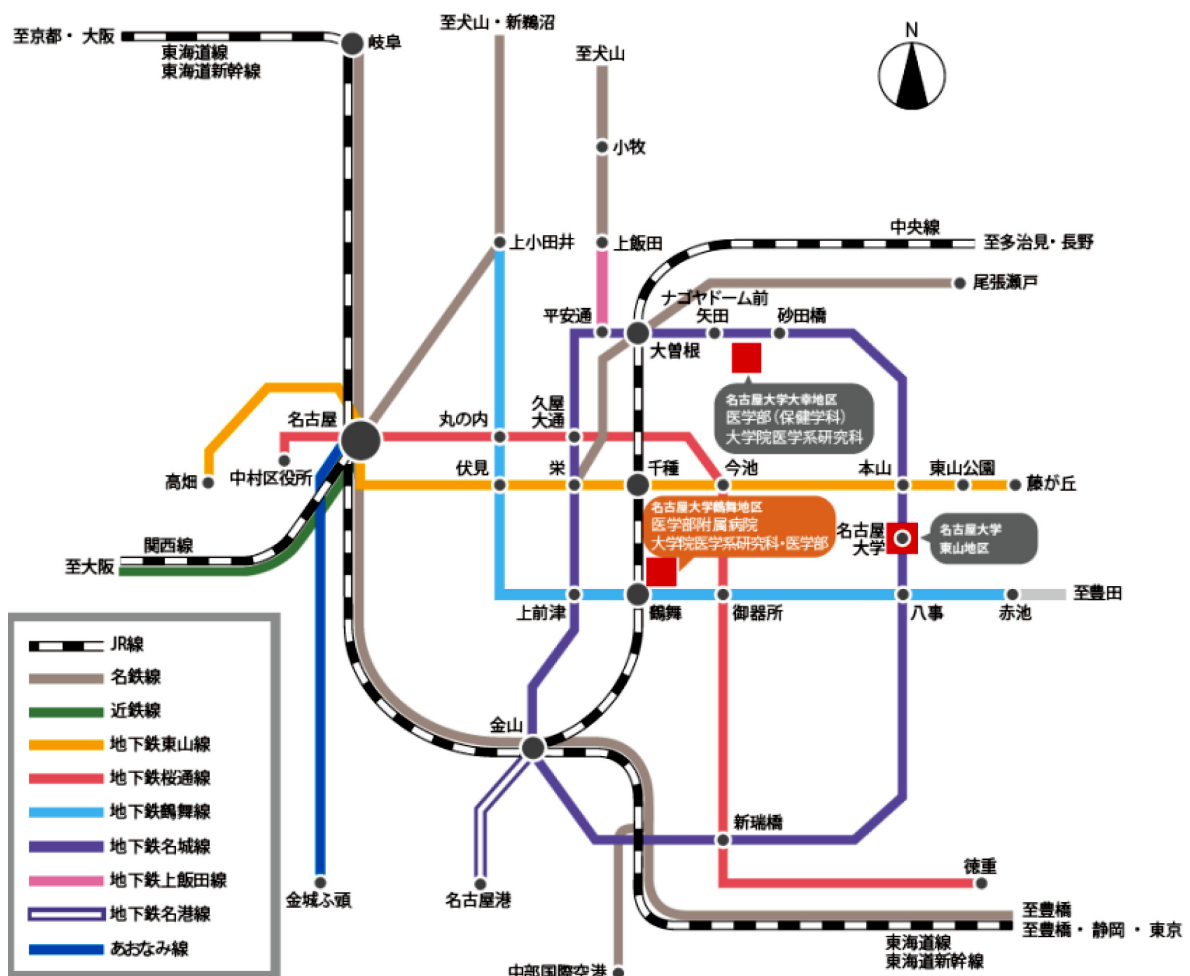 至犬山・新鵜沼
至京都・大阪
東海道線
東海道新幹線
岐阜
至犬山
N
小牧
上小田井
上飯田
中央線
至多治見・長野
尾張瀬戸
平安通
ナゴヤドーム前
矢田
砂田橋
大曽根
名古屋大学大幸地区
医学部(保健学科)
大学院医学系研究科
名古屋
丸の内
久屋
大通
高畑
中村区役所
伏見
栄
千種
今池
本山
東山公園
藤が丘
名古屋大学鶴舞地区
医学部附属病院
大学院医学系研究科・医学部
名古屋
大学
名古屋大学
東山地区
関西線
至大阪
上前津
鶴舞
御器所
八事
赤池
至豊田
JR線
名鉄線
近鉄線
地下鉄東山線
地下鉄桜通線
地下鉄鶴舞線
地下鉄名城線
地下鉄上飯田線
地下鉄名港線
あおなみ線
金山
新瑞橋
徳重
金城ふ頭
名古屋港
至豊橋
至豊橋・静岡・東京
東海道線
東海道新幹線
中部国際空港